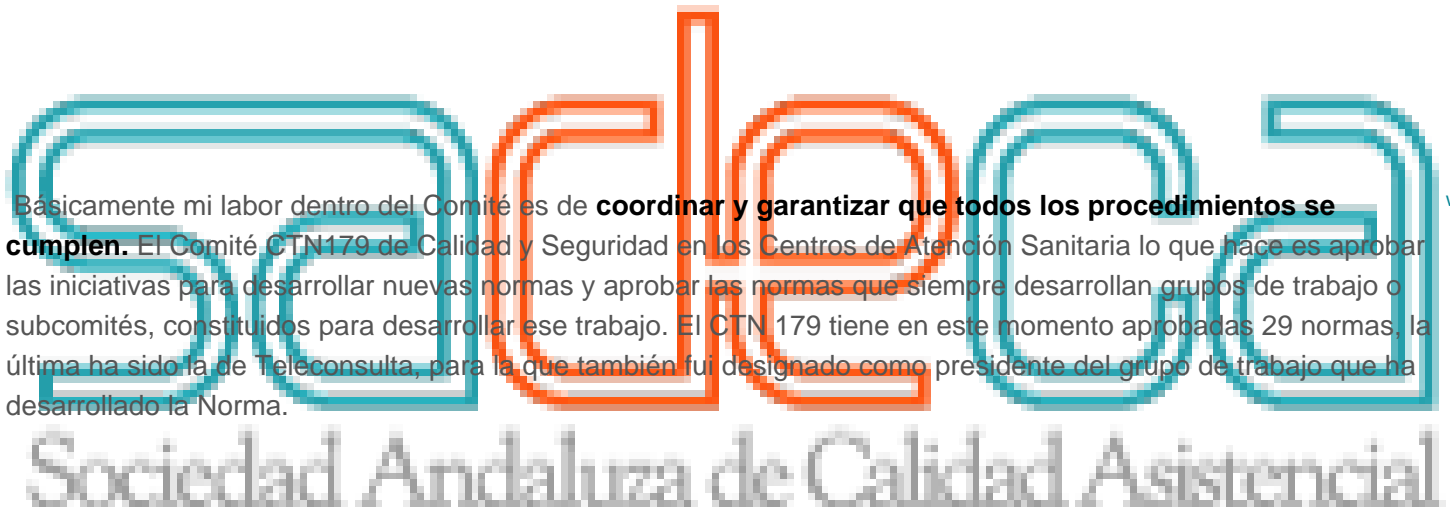 sadeca
Básicamente mi labor dentro del Comité es de coordinar y garantizar que todos los procedimientos se
cumplen. El Comité CTN179 de Calidad y Seguridad en los Centros de Atención Sanitaria lo que hace es aprobar
las iniciativas para desarrollar nuevas normas y aprobar las normas que siempre desarrollan grupos de trabajo o
subcomités, constituidos para desarrollar ese trabajo. El CTN 179 tiene en este momento aprobadas 29 normas, la
última ha sido la de Teleconsulta, para la que también fui designado como presidente del grupo de trabajo que ha
desarrollado la Norma.
Sociedad Andaluza de Calidad Asistencial